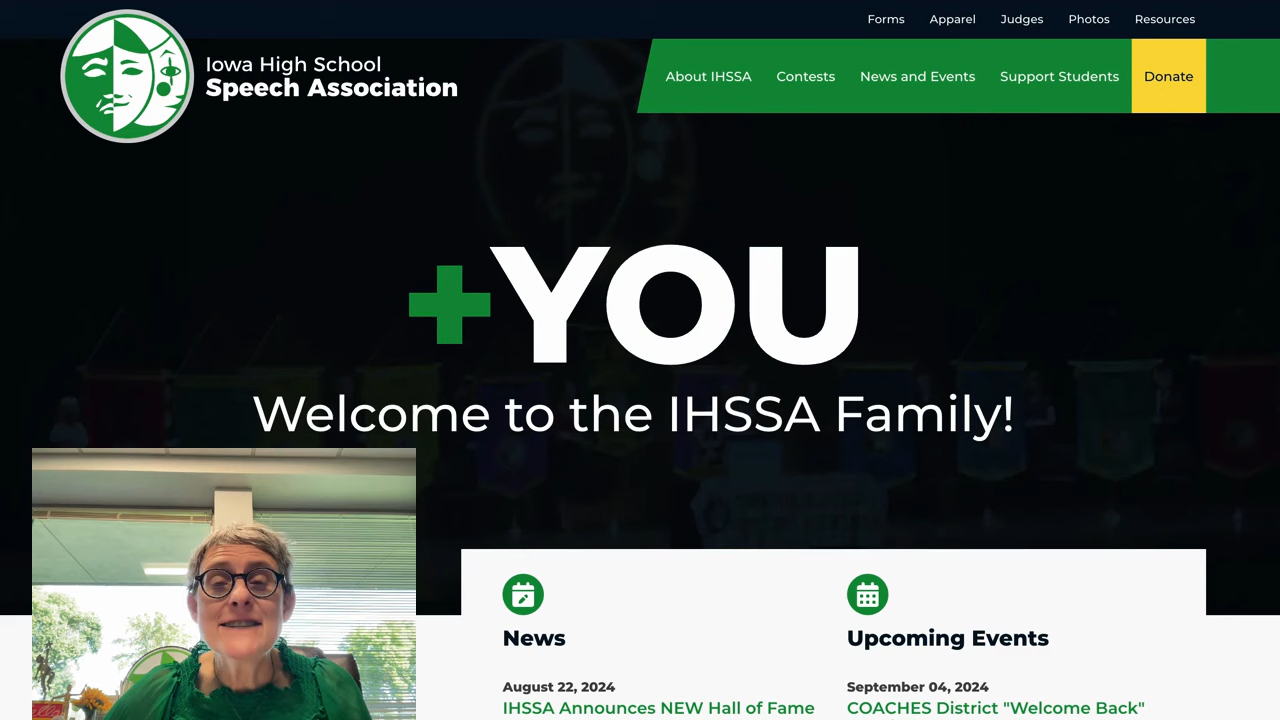 Forms Apparel Judges Photos Resources
Iowa High School
Speech Association
About IHSSA Contests News and Events Support Students Donate
+YOU
Welcome to the IHSSA Family!
News
August 22, 2024
IHSSA Announces NEW Hall of Fame
Upcoming Events
September 04, 2024
COACHES District "Welcome Back"